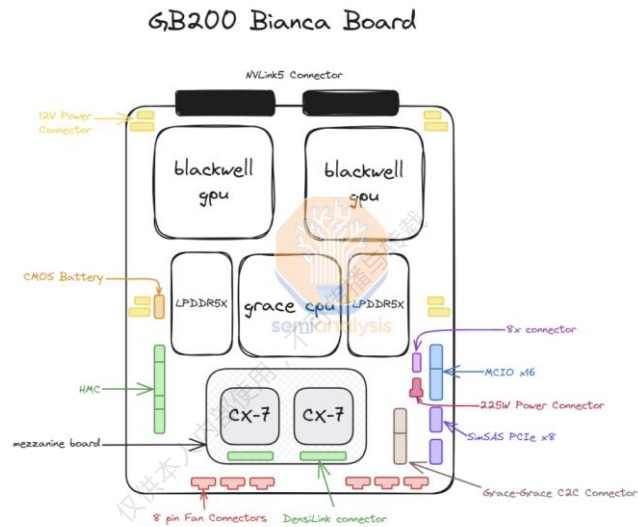 GB200 Bianca Board
NVLink5 Connector
12V Power
Connector
blackwell
gpu
blackwell
gpu
CMOS Battery
LPDDR5X
grace cpu
LPDDR5X
semianalysis
8x connector
HMC
MCIO x16
CX-7
CX-7
225W Power Connector
mezzanine board
SimSAS PCIe x8
Grace-Grace C2C Connector
8 pin Fan Connectors
DensiLink connector